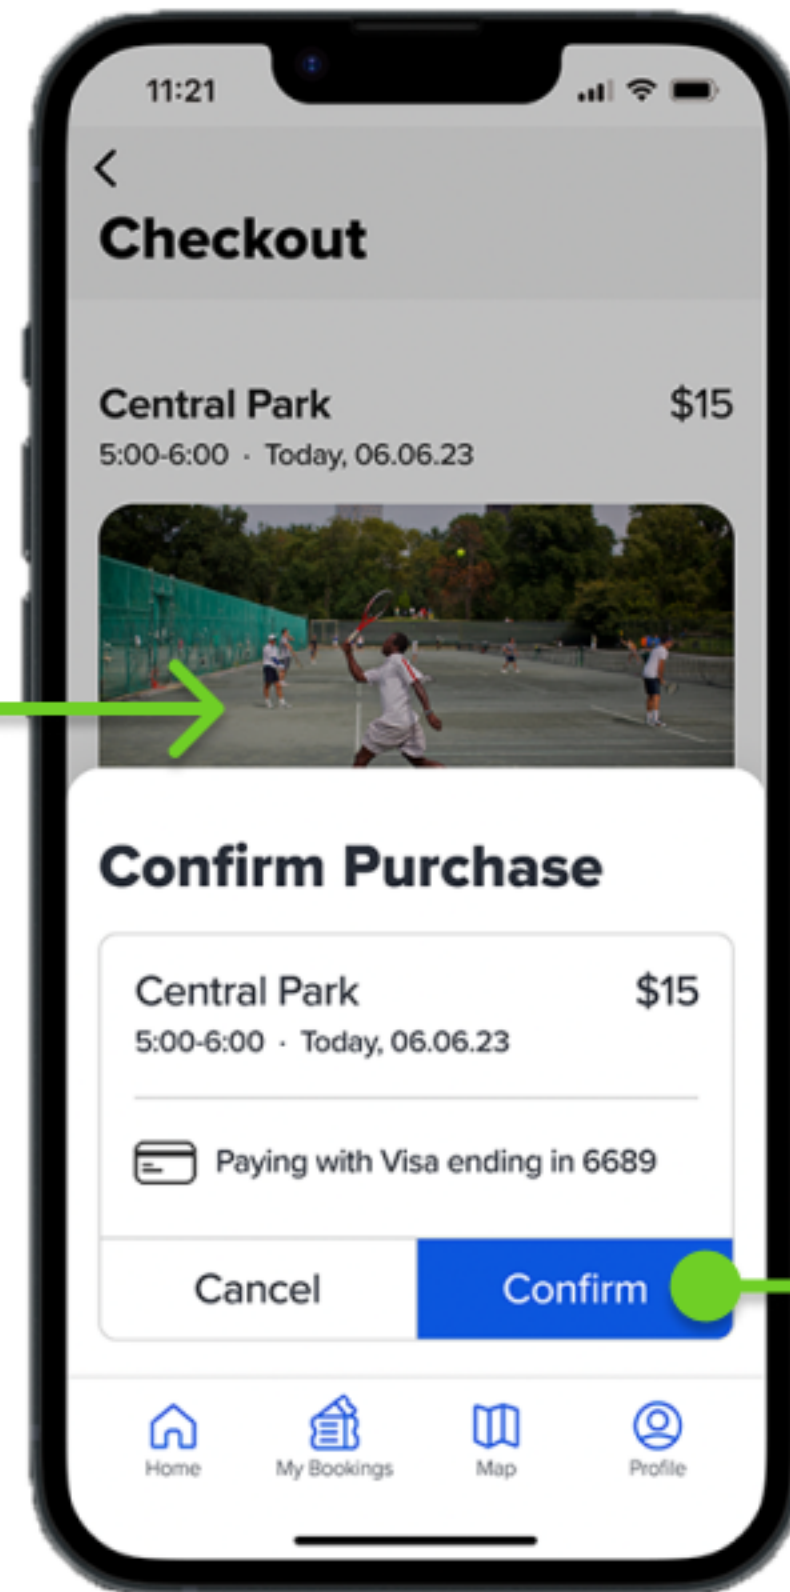 11:21
Checkout
Central Park $15
5:00-6:00 · Today, 06.06.23
Confirm Purchase
Central Park $15
5:00-6:00 · Today, 06.06.23
Paying with Visa ending in 6689
Cancel Confirm
Home My Bookings Map Profile